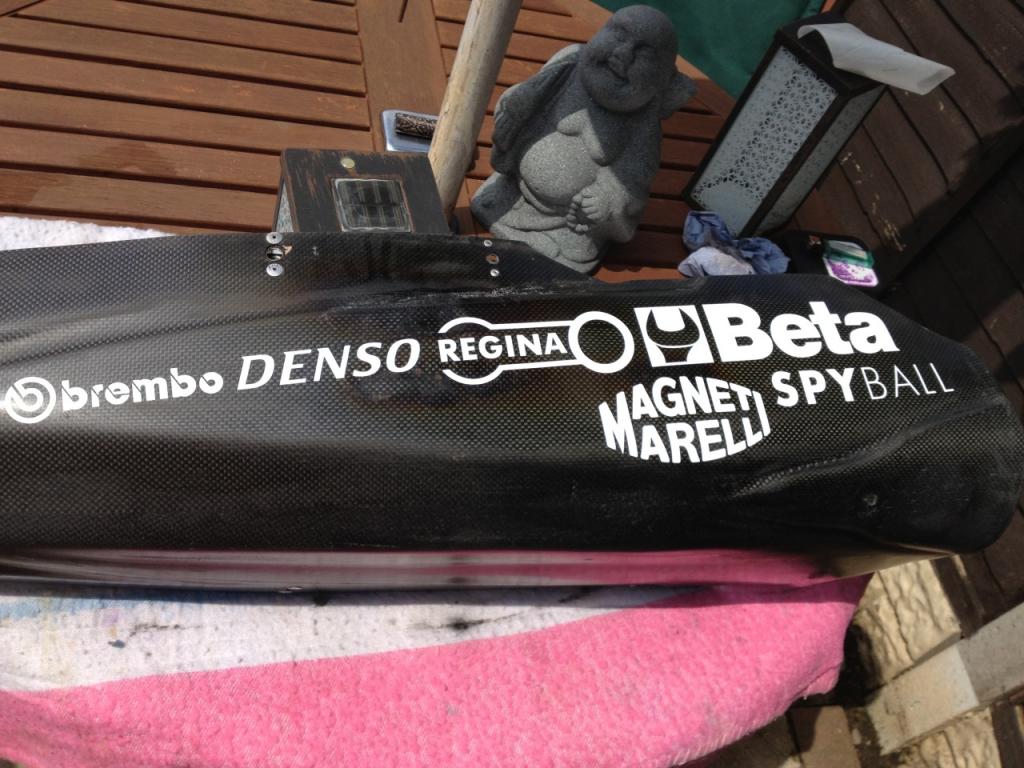 brembo
DENSO
REGINA
Beta
MAGNETI
MARELLI
SPYBALL